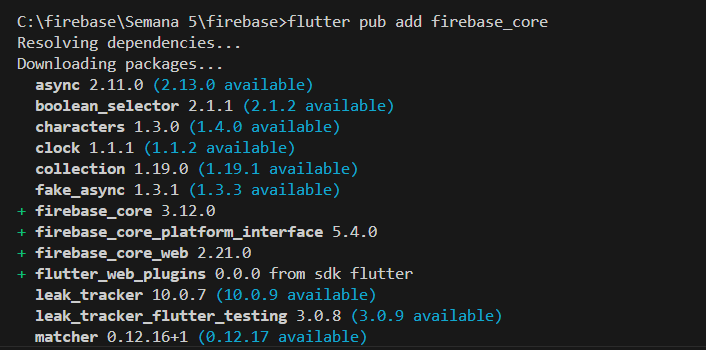 C:\firebase\Semana 5\firebase>flutter pub add firebase_core
Resolving dependencies...
Downloading packages...
  async 2.11.0 (2.13.0 available)
  boolean_selector 2.1.1 (2.1.2 available)
  characters 1.3.0 (1.4.0 available)
  clock 1.1.1 (1.1.2 available)
  collection 1.19.0 (1.19.1 available)
  fake_async 1.3.1 (1.3.3 available)
+ firebase_core 3.12.0
+ firebase_core_platform_interface 5.4.0
+ firebase_core_web 2.21.0
+ flutter_web_plugins 0.0.0 from sdk flutter
  leak_tracker 10.0.7 (10.0.9 available)
  leak_tracker_flutter_testing 3.0.8 (3.0.9 available)
  matcher 0.12.16+1 (0.12.17 available)